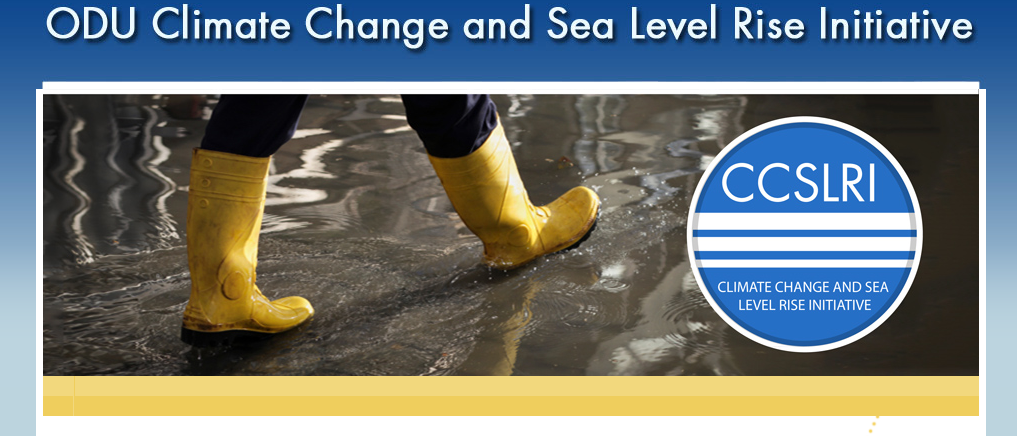 ODU Climate Change and Sea Level Rise Initiative
CCSLRI
CLIMATE CHANGE AND SEA
LEVEL RISE INITIATIVE